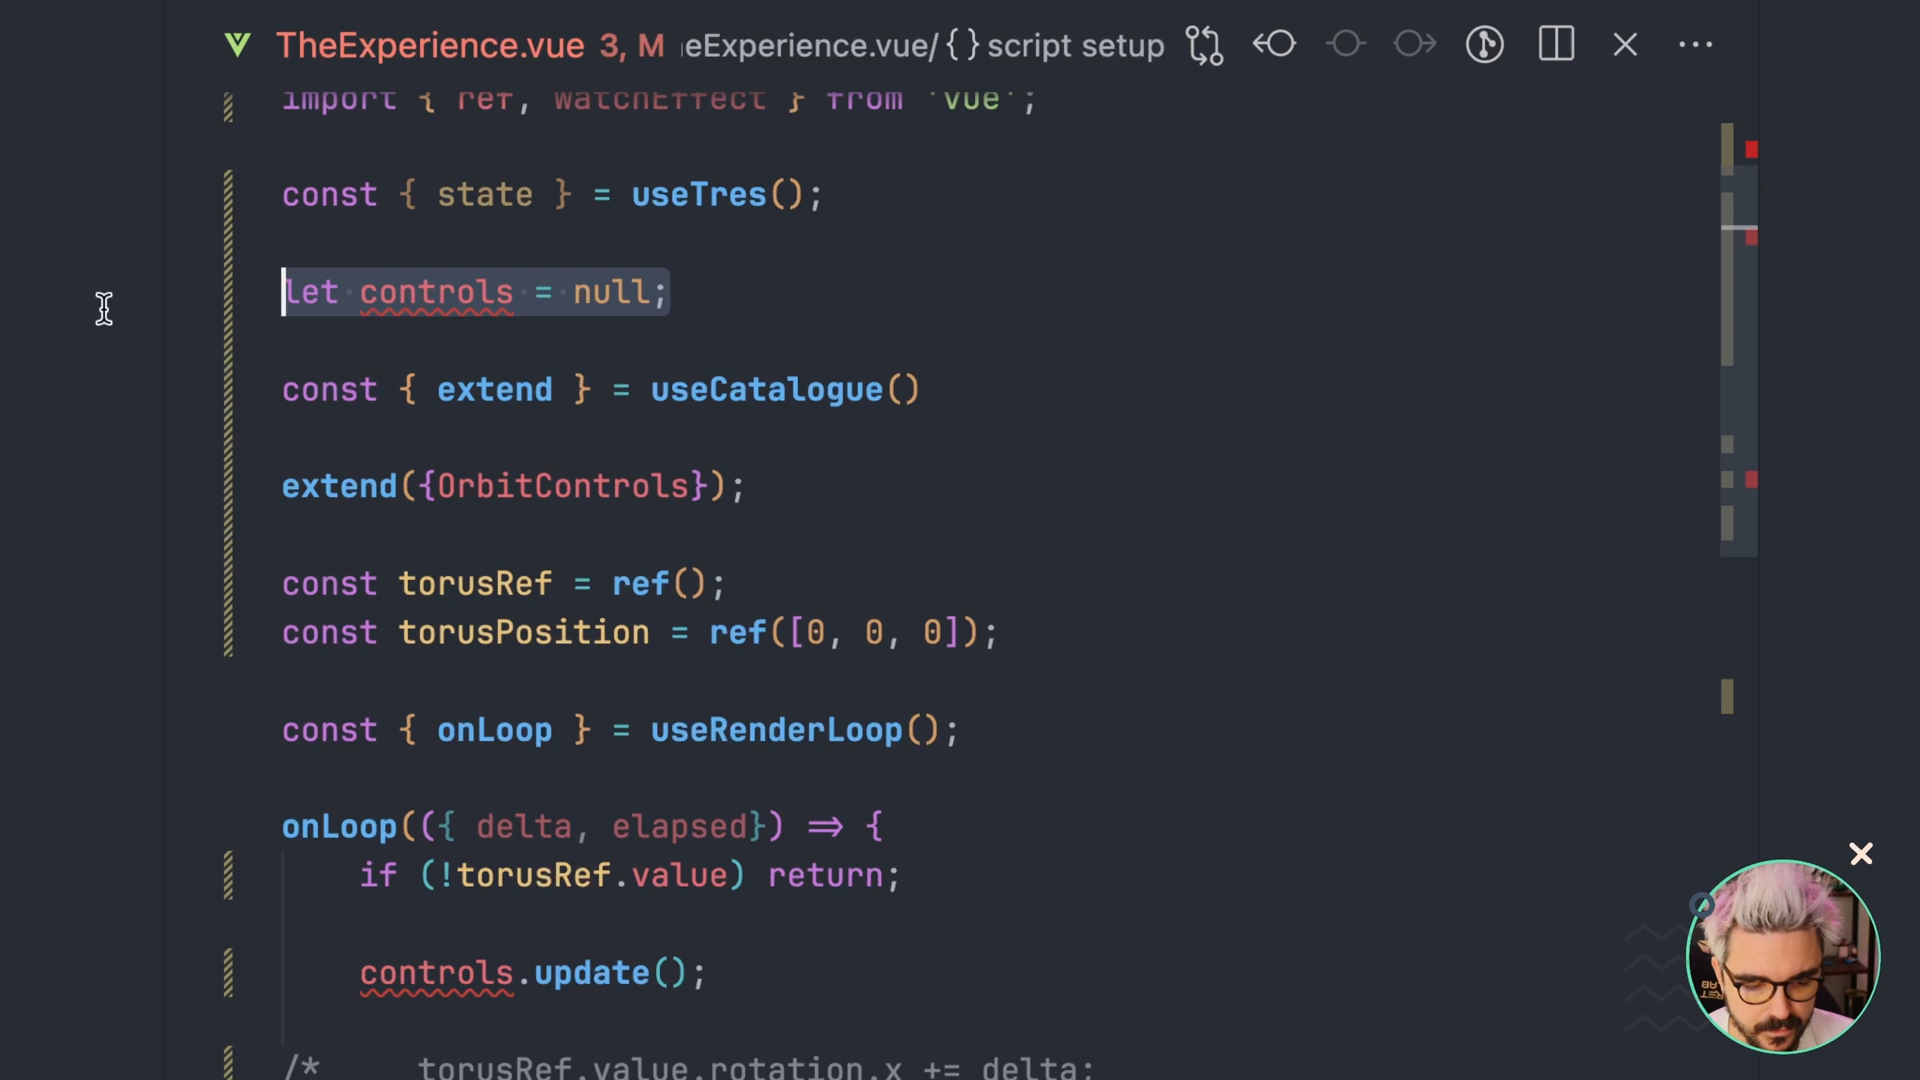 TheExperience.vue 3, M eExperience.vue/ {} script setup
import { ref, watchEffect } from 'vue';
const { state } = useTres();
let controls = null;
const { extend } = useCatalogue()
extend({OrbitControls});
const torusRef = ref();
const torusPosition = ref([0, 0, 0]);
const { onLoop } = useRenderLoop();
onLoop(({ delta, elapsed}) => {
if (!torusRef.value) return;
controls.update();
/* torusRef.value.rotation.x += delta;